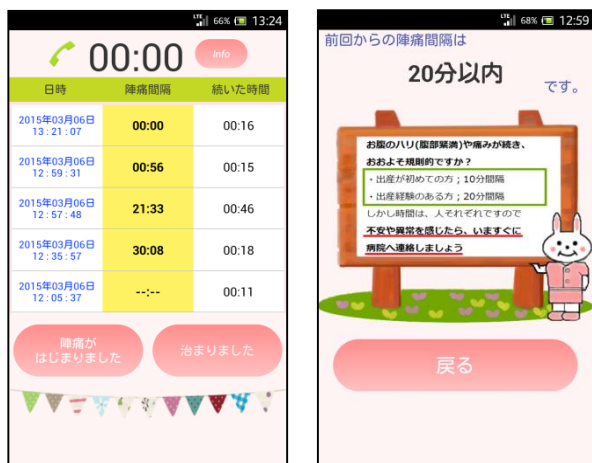 LTE 66% 13:24
00:00 Info
日時 陣痛間隔 続いた時間
2015年03月06日
13：21：07
00:00 00:16
2015年03月06日
12：59：31
00:56 00:15
2015年03月06日
12：57：48
21:33 00:46
2015年03月06日
12：35：57
30:08 00:18
2015年03月06日
12：05：37
--:-- 00:11
陣痛が
はじまりました
治まりました
LTE 68% 12:59
前回からの陣痛間隔は
20分以内
です。
お腹のハリ(腹部緊満)や痛みが続き、
おおよそ規則的ですか？
・出産が初めての方；10分間隔
・出産経験のある方；20分間隔
しかし時間は、人それぞれですので
不安や異常を感じたら、いますぐに
病院へ連絡しましょう
戻る